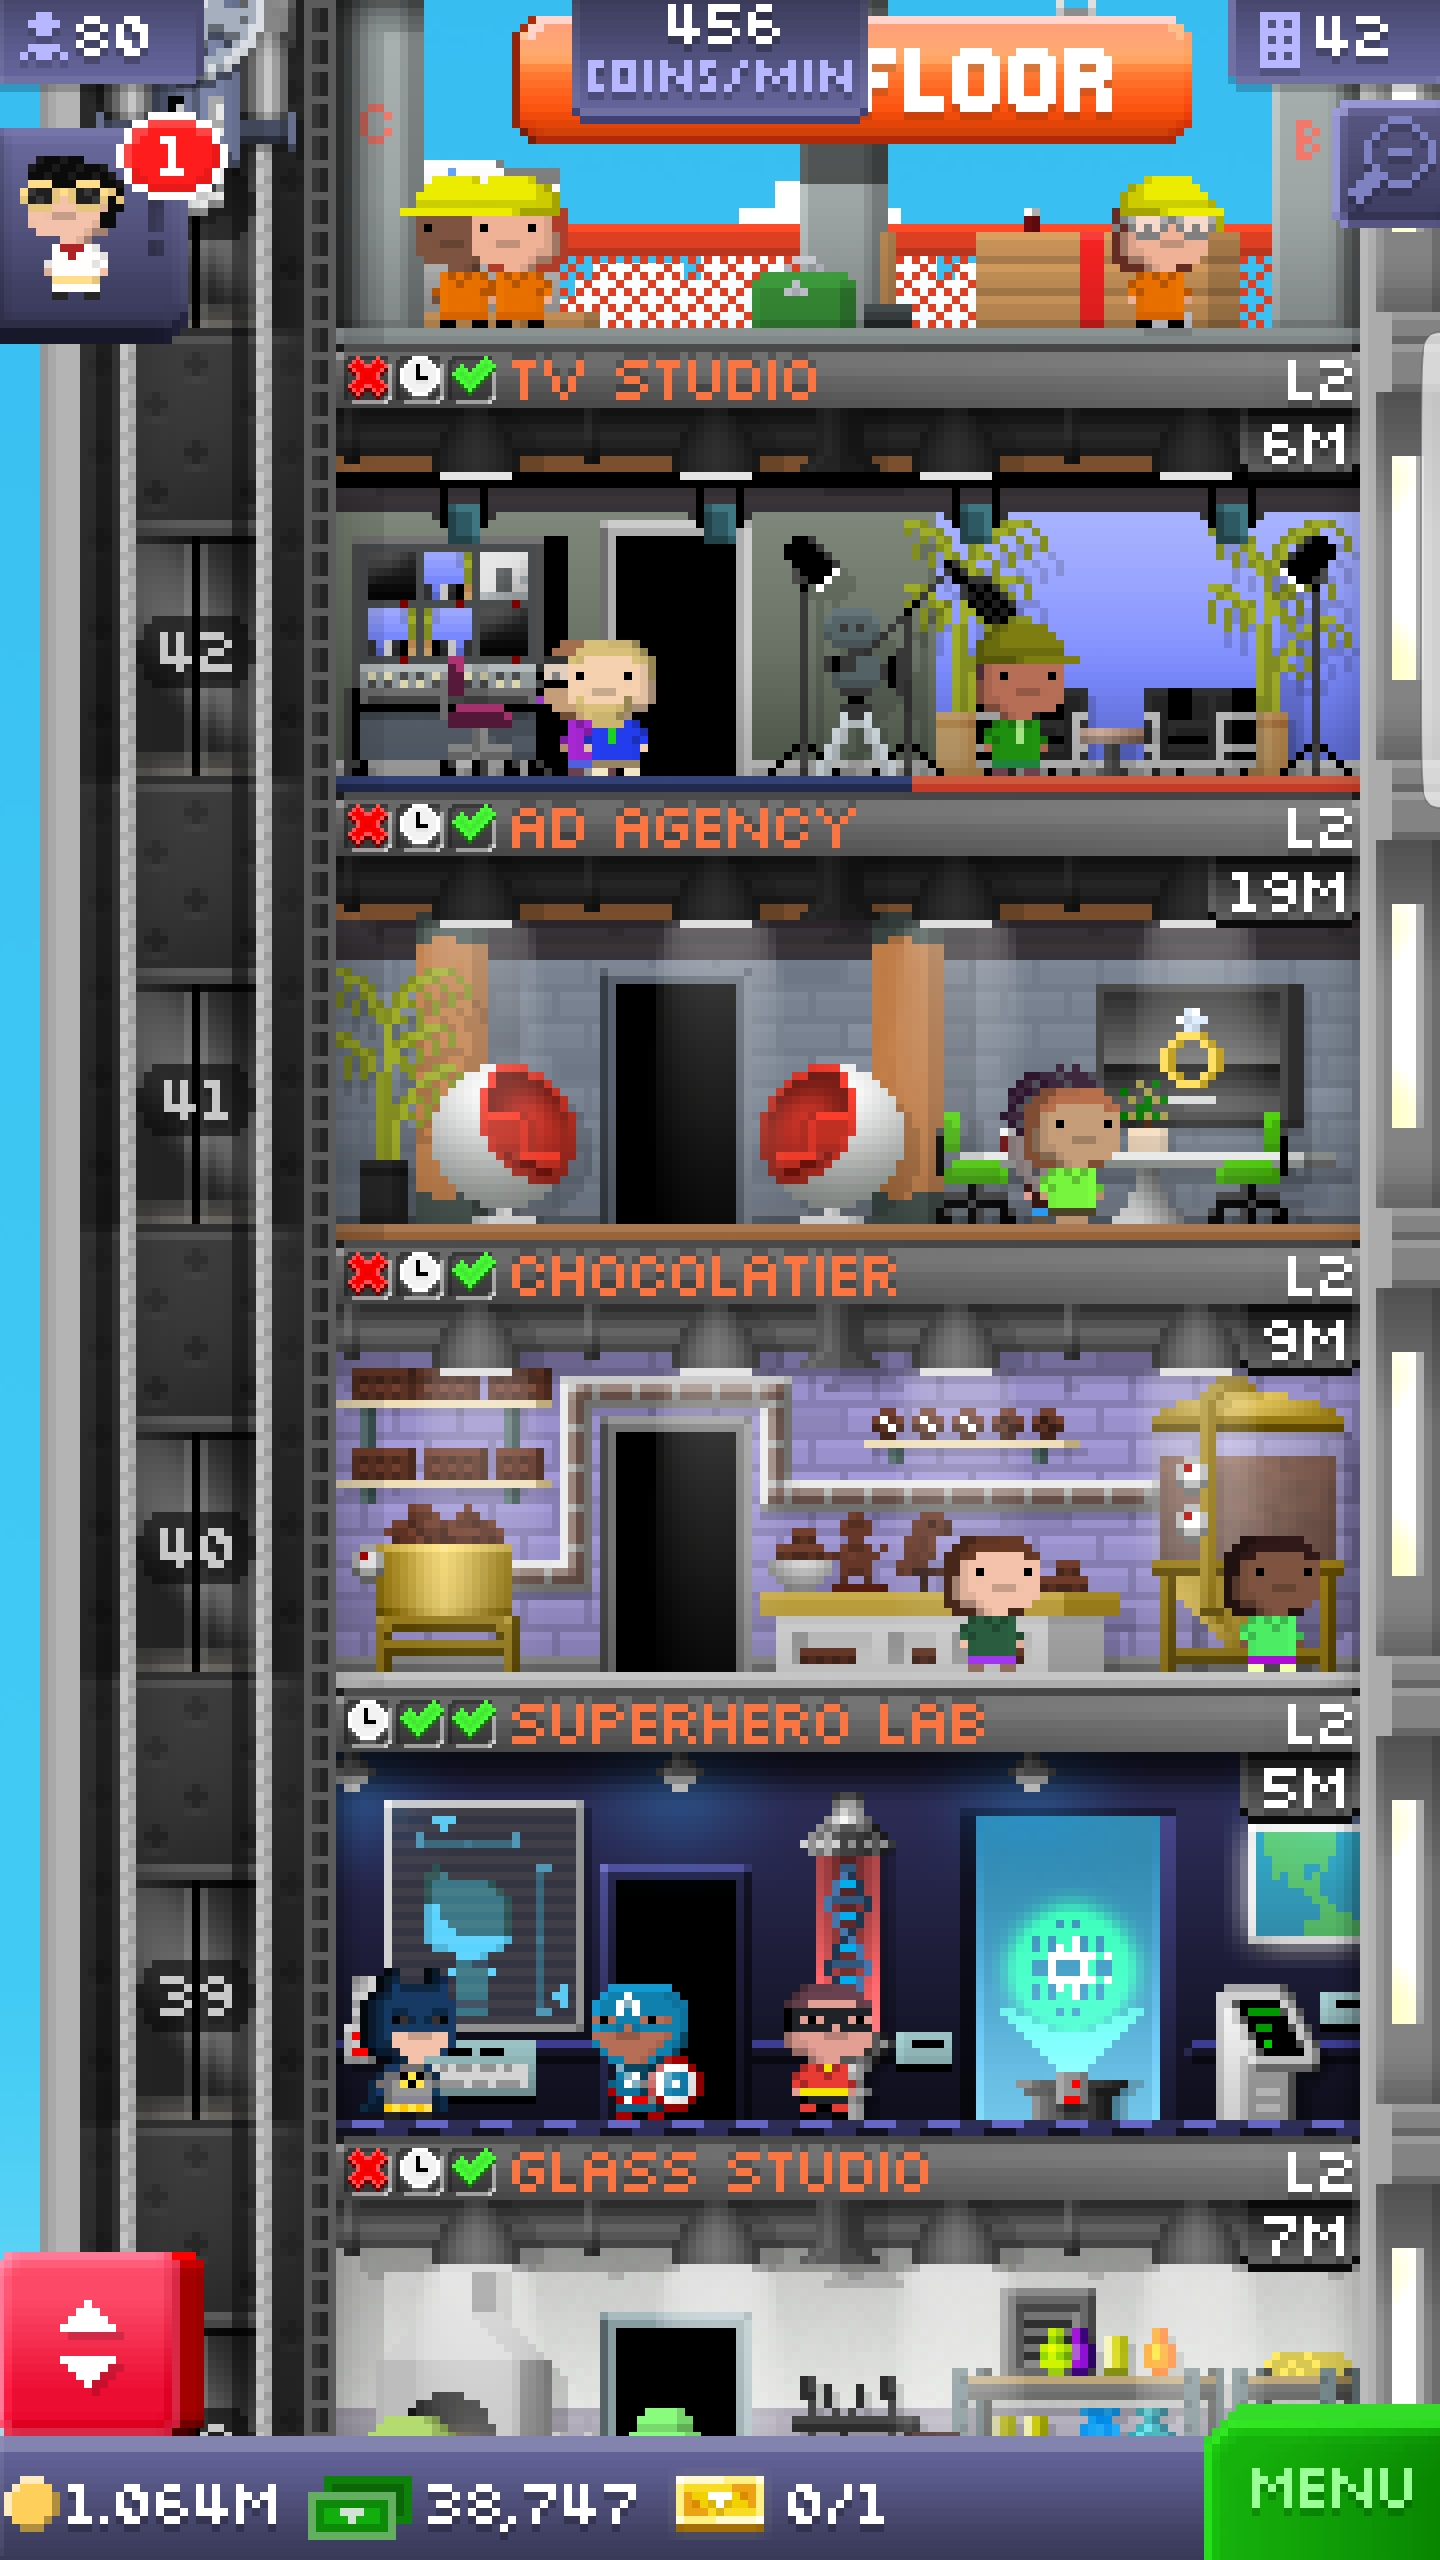 80
456
COINS/MIN
FLOOR
42
C
B
1
TV STUDIO L2
6M
42
AD AGENCY L2
19M
41
CHOCOLATIER L2
9M
40
SUPERHERO LAB L2
5M
39
GLASS STUDIO L2
7M
1.064M 38,747 0/1 MENU